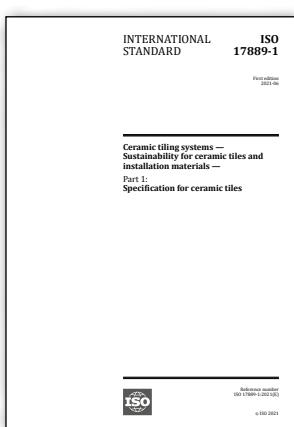 INTERNATIONAL
STANDARD
ISO
17889-1
First edition
2021-06
Ceramic tiling systems —
Sustainability for ceramic tiles and
installation materials —
Part 1:
Specification for ceramic tiles
ISO
Reference number
ISO 17889-1:2021(E)
© ISO 2021